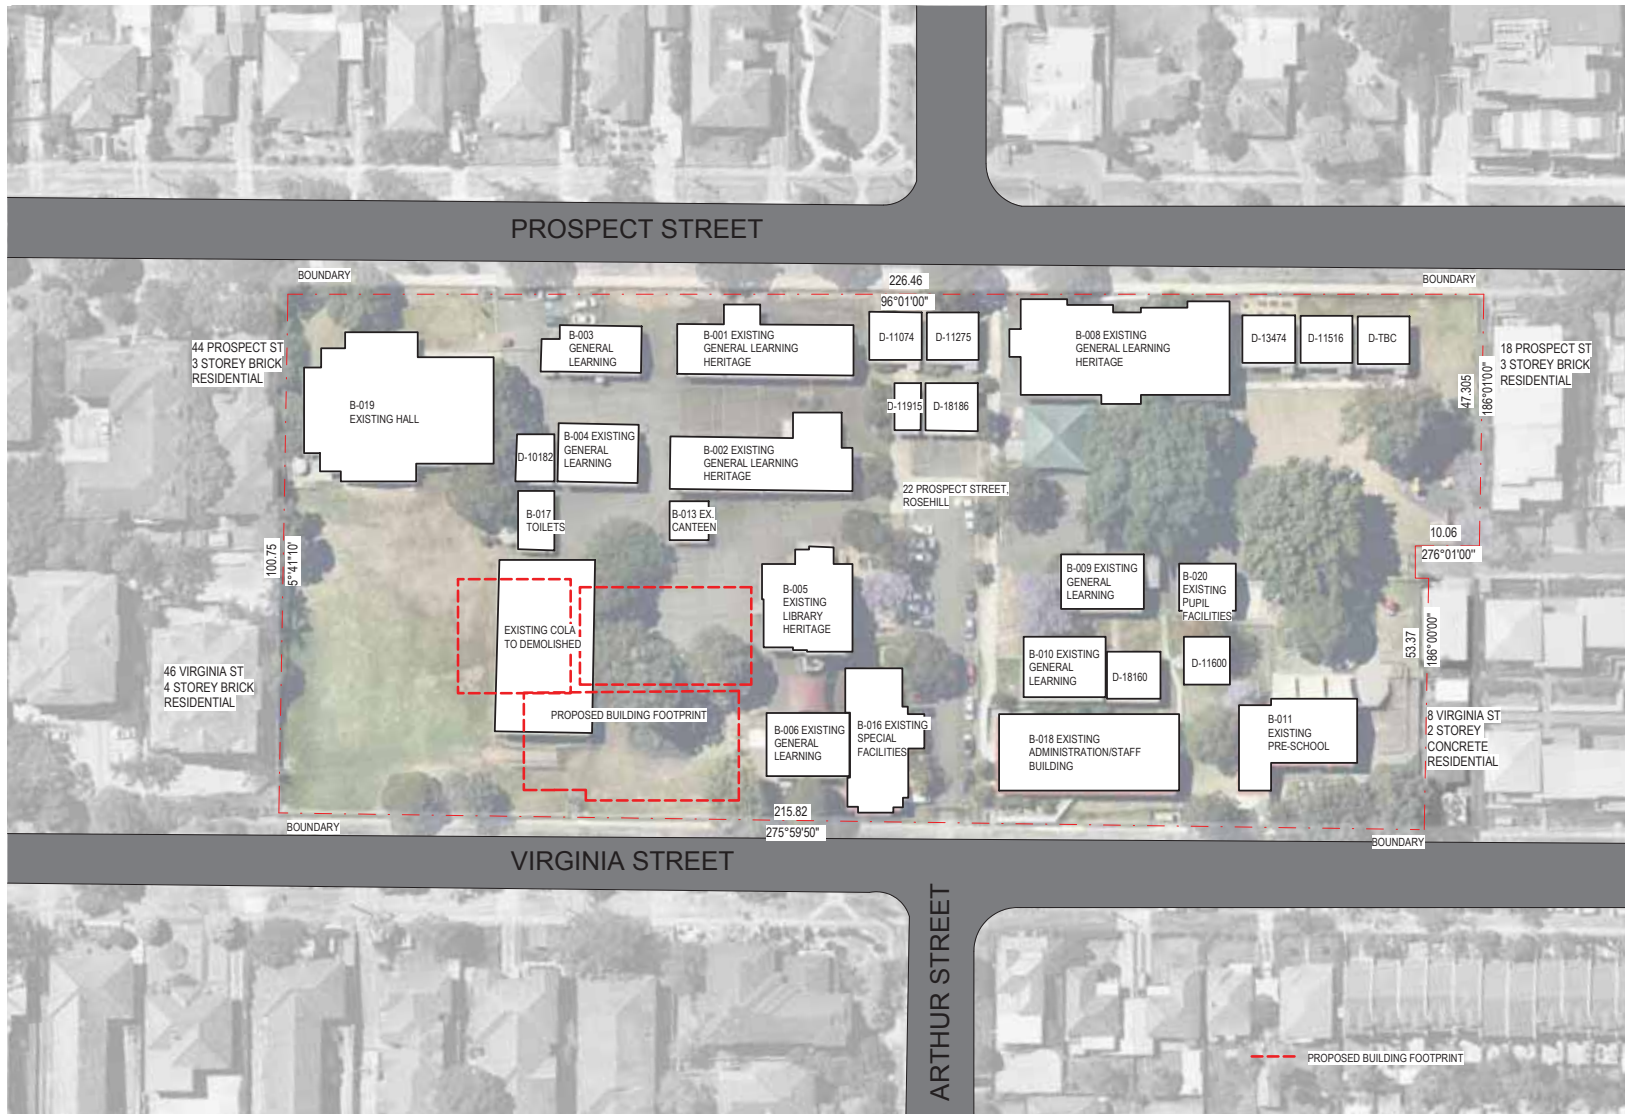 PROSPECT STREET
BOUNDARY
226.46
96°01'00"
BOUNDARY
44 PROSPECT ST
3 STOREY BRICK
RESIDENTIAL
B-019
EXISTING HALL
B-003
GENERAL
LEARNING
B-001 EXISTING
GENERAL LEARNING
HERITAGE
D-11074
D-11275
B-008 EXISTING
GENERAL LEARNING
HERITAGE
D-13474
D-11516
D-TBC
18 PROSPECT ST
3 STOREY BRICK
RESIDENTIAL
47.305
186°01'00"
D-11915
D-18186
D-10182
B-004 EXISTING
GENERAL
LEARNING
B-002 EXISTING
GENERAL LEARNING
HERITAGE
22 PROSPECT STREET,
ROSEHILL
B-017
TOILETS
B-013 EX.
CANTEEN
10.06
276°01'00"
100.75
5°41'10'
B-005
EXISTING
LIBRARY
HERITAGE
B-009 EXISTING
GENERAL
LEARNING
B-020
EXISTING
PUPIL
FACILITIES
EXISTING COLA
TO DEMOLISHED
53.37
186°00'00"
46 VIRGINIA ST
4 STOREY BRICK
RESIDENTIAL
B-010 EXISTING
GENERAL
LEARNING
D-18160
D-11600
PROPOSED BUILDING FOOTPRINT
B-006 EXISTING
GENERAL
LEARNING
B-016 EXISTING
SPECIAL
FACILITIES
B-018 EXISTING
ADMINISTRATION/STAFF
BUILDING
B-011
EXISTING
PRE-SCHOOL
8 VIRGINIA ST
2 STOREY
CONCRETE
RESIDENTIAL
BOUNDARY
215.82
275°59'50"
BOUNDARY
VIRGINIA STREET
ARTHUR STREET
PROPOSED BUILDING FOOTPRINT